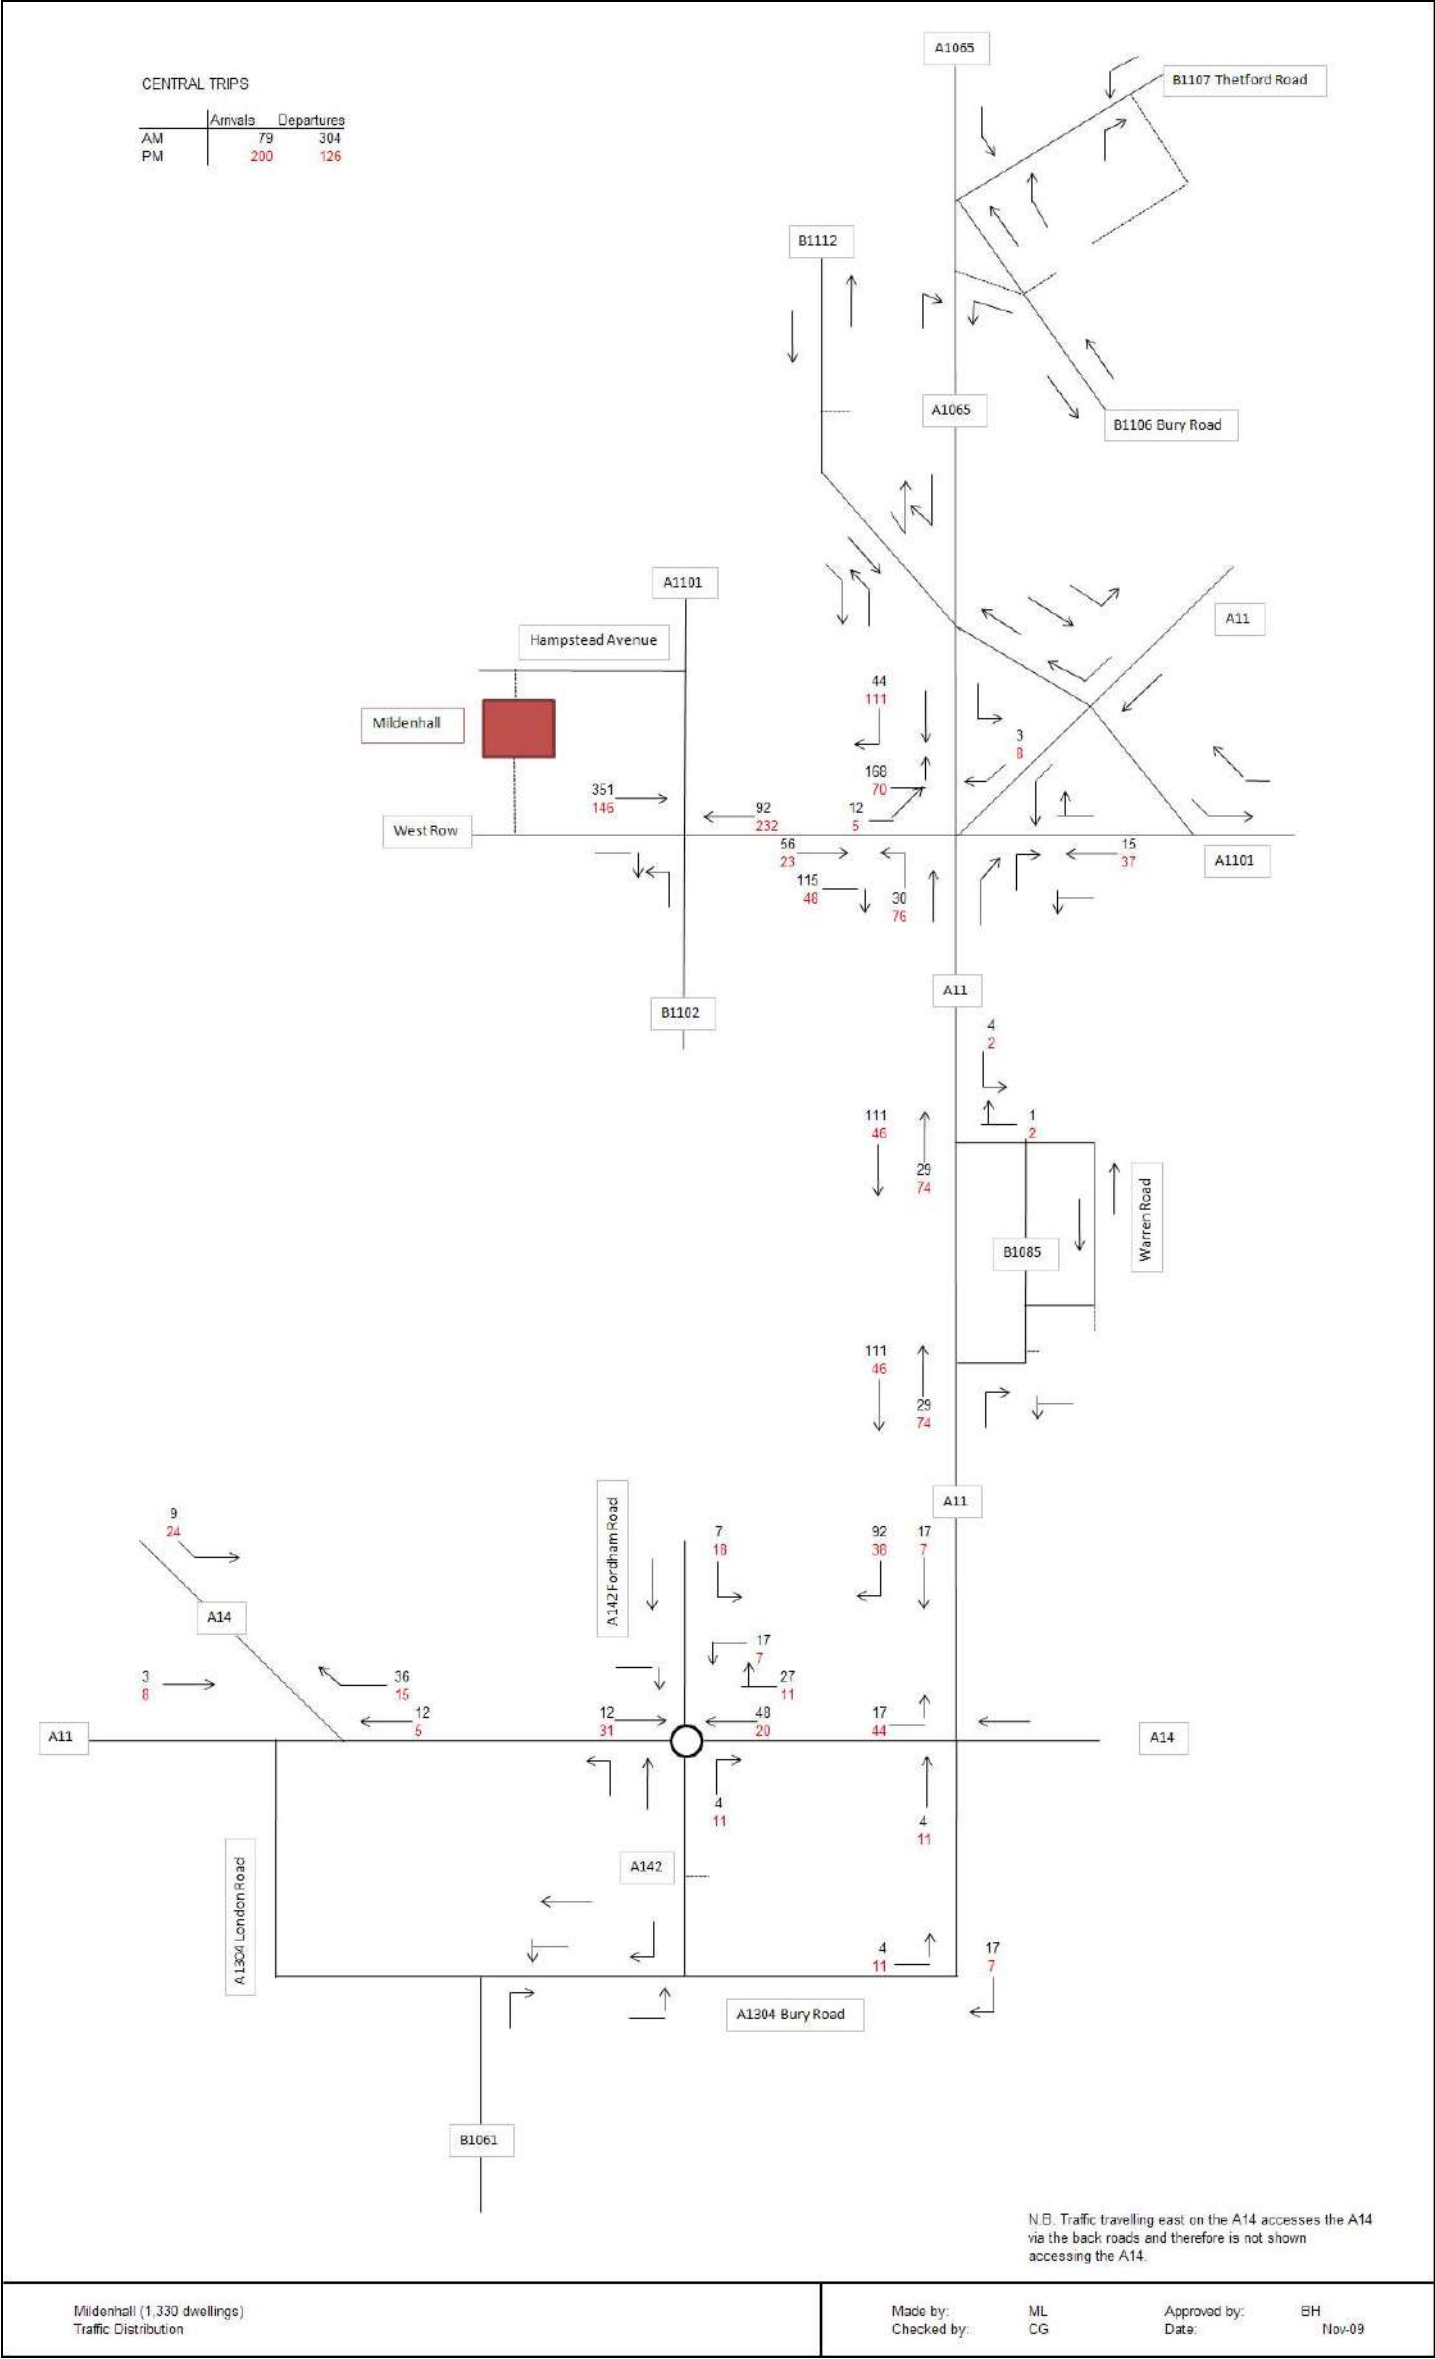 A1065
B1107 Thetford Road
CENTRAL TRIPS
Arrivals Departures
AM 79 304
PM 200 126
B1112
A1065
B1106 Bury Road
A1101
A11
Hampstead Avenue
44
111
Mildenhall
3
8
168
70
351
146
92
232
12
5
West Row
56
23
15
37
A1101
115
48
30
76
A11
B1102
4
2
111
46
1
2
29
74
Warren Road
B1085
111
46
29
74
A11
A142 Fordham Road
9
24
7
18
92
38
17
7
A14
17
7
3
8
36
15
27
11
12
5
12
31
48
20
17
44
A11
A14
4
11
4
11
A142
A1304 London Road
4
11
17
7
A1304 Bury Road
B1061
N.B. Traffic travelling east on the A14 accesses the A14
via the back roads and therefore is not shown
accessing the A14.
Mildenhall (1,330 dwellings)
Traffic Distribution
Made by: ML Approved by: BH
Checked by: CG Date: Nov-09